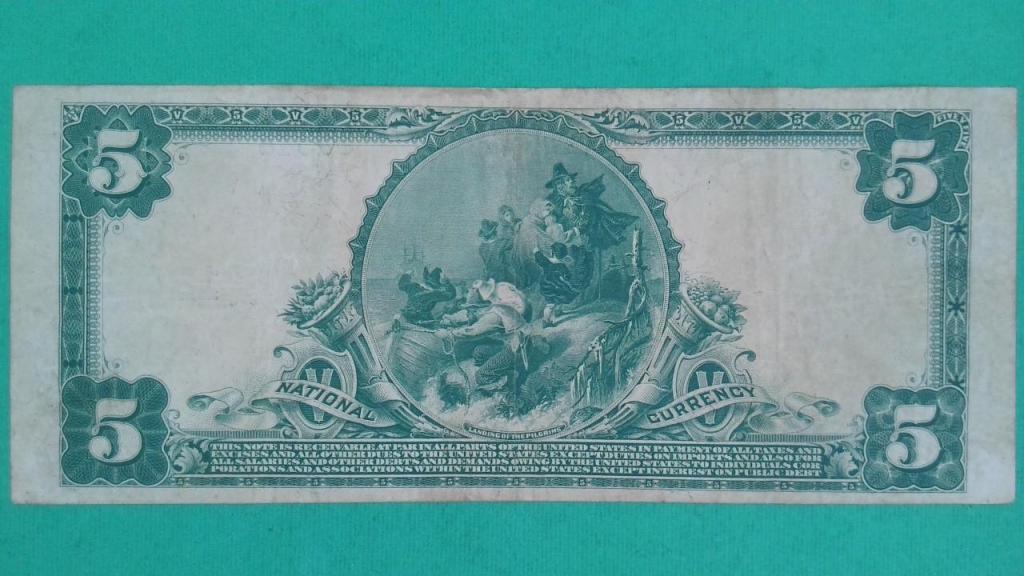 5 5
V V
NATIONAL CURRENCY
LANDING OF THE PILGRIMS
5 5
THIS NOTE IS RECEIVABLE AT PAR IN ALL PARTS OF THE UNITED STATES IN PAYMENT OF ALL TAXES AND
EXCISES AND ALL OTHER DUES TO THE UNITED STATES EXCEPT DUTIES ON IMPORTS AND ALSO FOR
ALL SALARIES AND OTHER DEBTS AND DEMANDS OWING BY THE UNITED STATES TO INDIVIDUALS COR
PORATIONS AND ASSOCIATIONS WITHIN THE UNITED STATES EXCEPT INTEREST ON PUBLIC DEBT